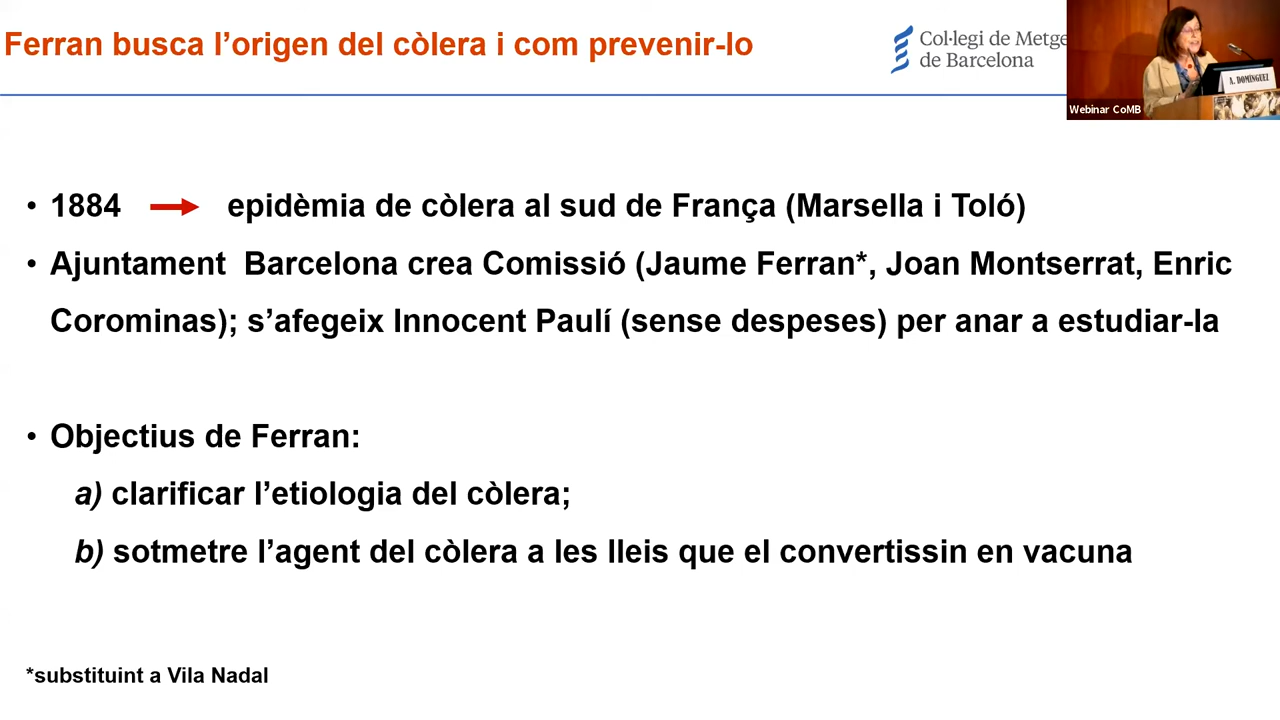 Ferran busca l’origen del còlera i com prevenir-lo
Col·legi de Metge
de Barcelona
A. DOMÍNGUEZ
Webinar CoMB
• 1884 → epidèmia de còlera al sud de França (Marsella i Toló)
• Ajuntament Barcelona crea Comissió (Jaume Ferran*, Joan Montserrat, Enric
Corominas); s’afegeix Innocent Paulí (sense despeses) per anar a estudiar-la
• Objectius de Ferran:
a) clarificar l’etiologia del còlera;
b) sotmetre l’agent del còlera a les lleis que el convertissin en vacuna
*substituint a Vila Nadal